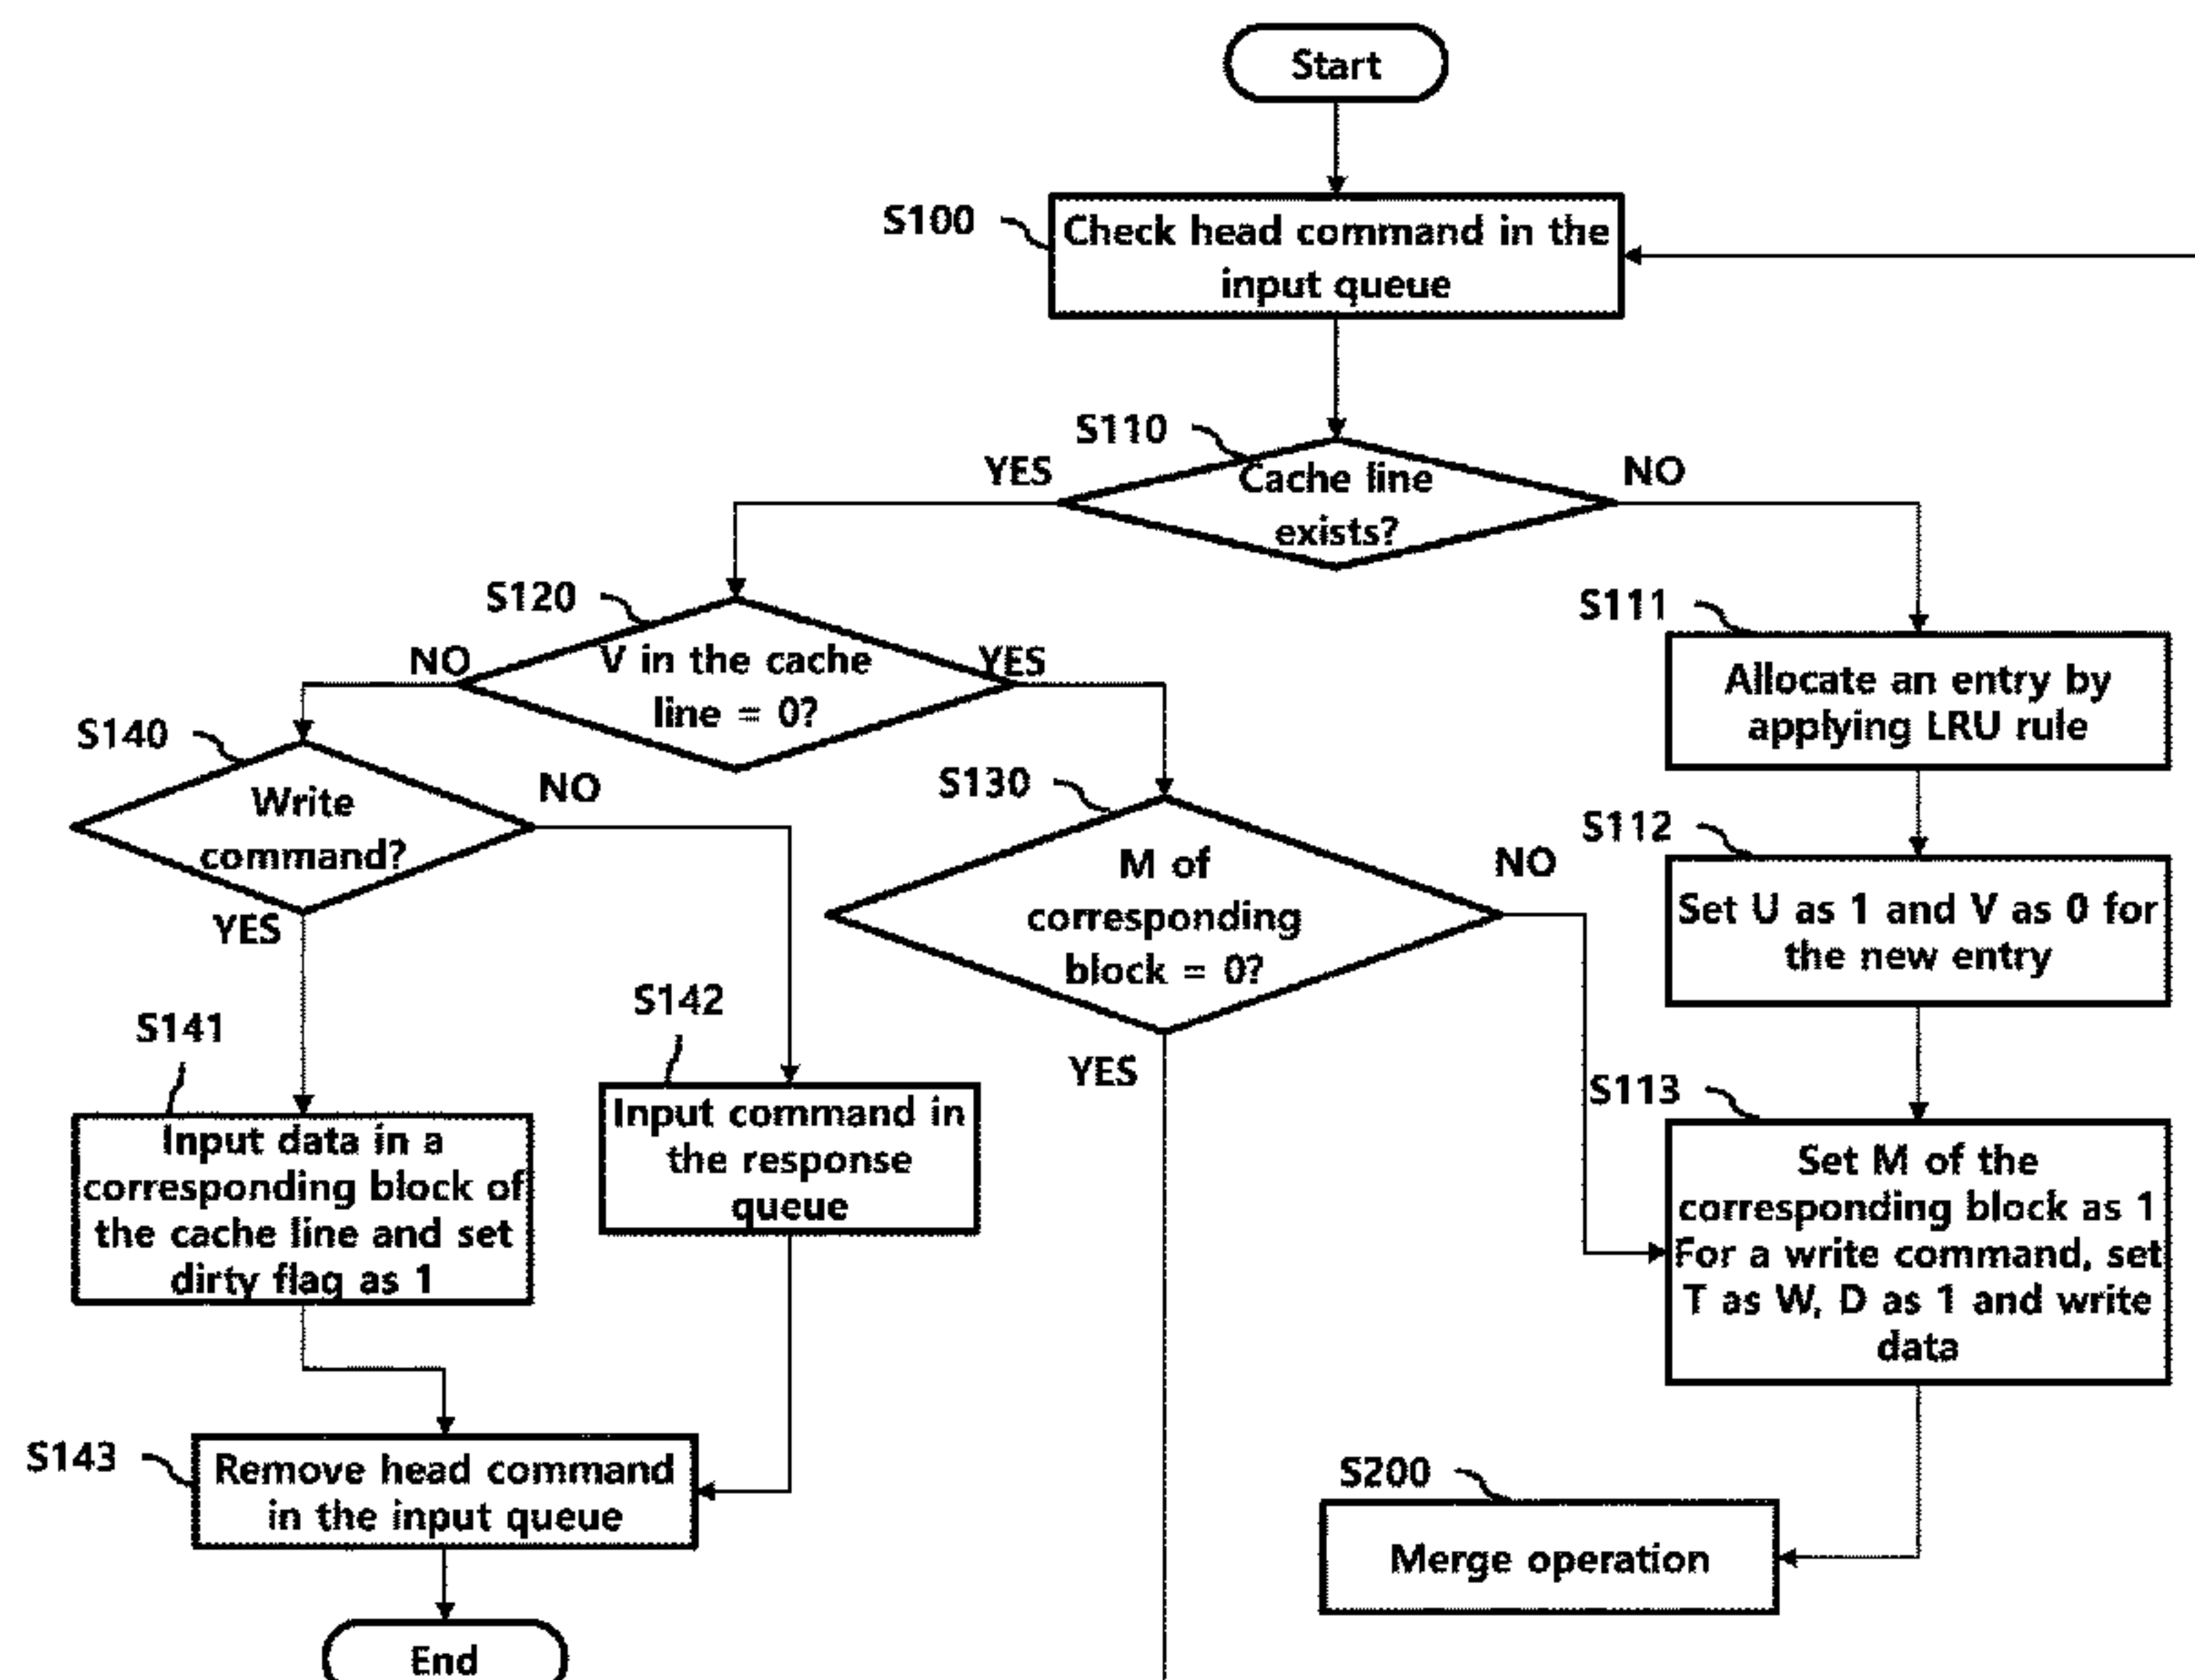 Start
S100
Check head command in the
input queue
S110
YES
Cache line
exists?
NO
S120
NO
V in the cache
line = 0?
YES
S111
Allocate an entry by
applying LRU rule
S140
Write
command?
NO
YES
S130
M of
corresponding
block = 0?
NO
YES
S112
Set U as 1 and V as 0 for
the new entry
S141
Input data in a
corresponding block of
the cache line and set
dirty flag as 1
S142
Input command in
the response
queue
S113
Set M of the
corresponding block as 1
For a write command, set
T as W, D as 1 and write
data
S143
Remove head command
in the input queue
S200
Merge operation
End